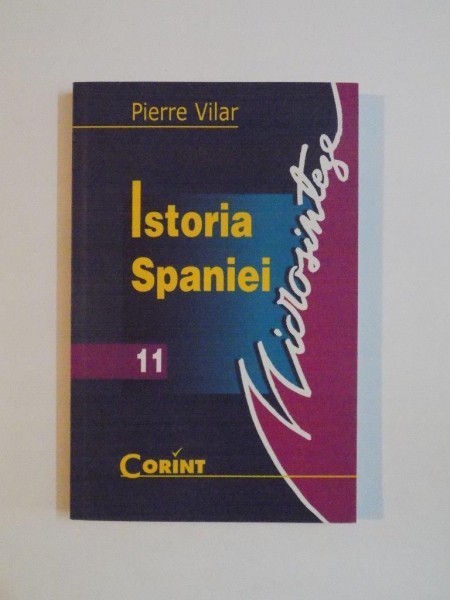 Pierre Vilar
Istoria
Spaniei
Microsinteze
11
CORINT